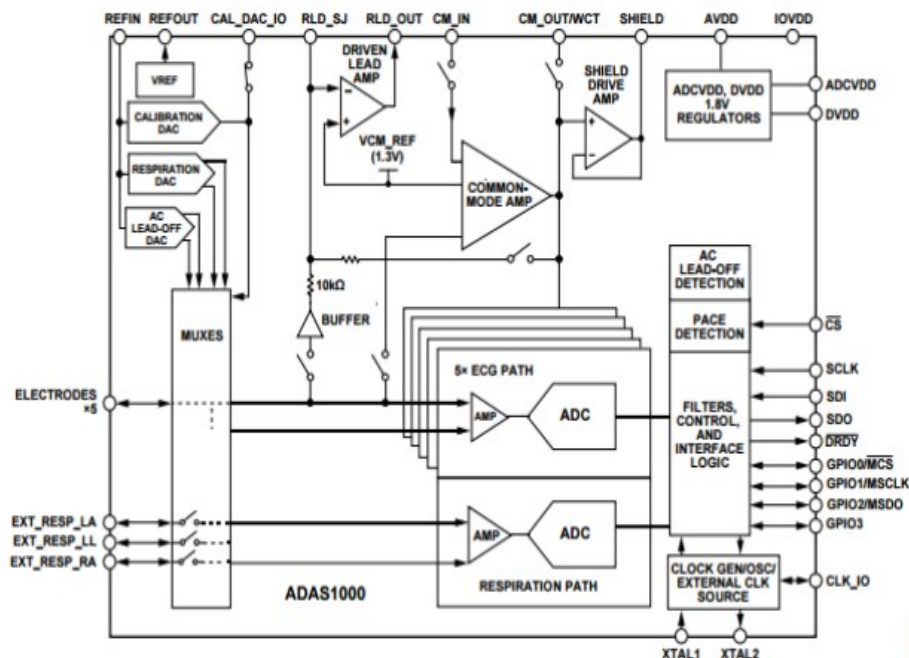 REFIN REFOUT CAL_DAC_IO RLD_SJ RLD_OUT CM_IN CM_OUT/WCT SHIELD AVDD IOVDD
VREF
DRIVEN
LEAD
AMP
SHIELD
DRIVE
AMP
ADCVDD, DVDD
1.8V
REGULATORS
ADCVDD
DVDD
CALIBRATION
DAC
VCM_REF
(1.3V)
RESPIRATION
DAC
COMMON-
MODE AMP
AC
LEAD-OFF
DAC
10kΩ
BUFFER
MUXES
AC
LEAD-OFF
DETECTION
PACE
DETECTION
CS
SCLK
ELECTRODES
×5
5× ECG PATH
AMP
ADC
FILTERS,
CONTROL,
AND
INTERFACE
LOGIC
SDI
SDO
DRDY
GPIO0/MCS
GPIO1/MSCLK
GPIO2/MSDO
GPIO3
EXT_RESP_LA
EXT_RESP_LL
EXT_RESP_RA
AMP
ADC
RESPIRATION PATH
ADAS1000
CLOCK GEN/OSC/
EXTERNAL CLK
SOURCE
CLK_IO
XTAL1 XTAL2